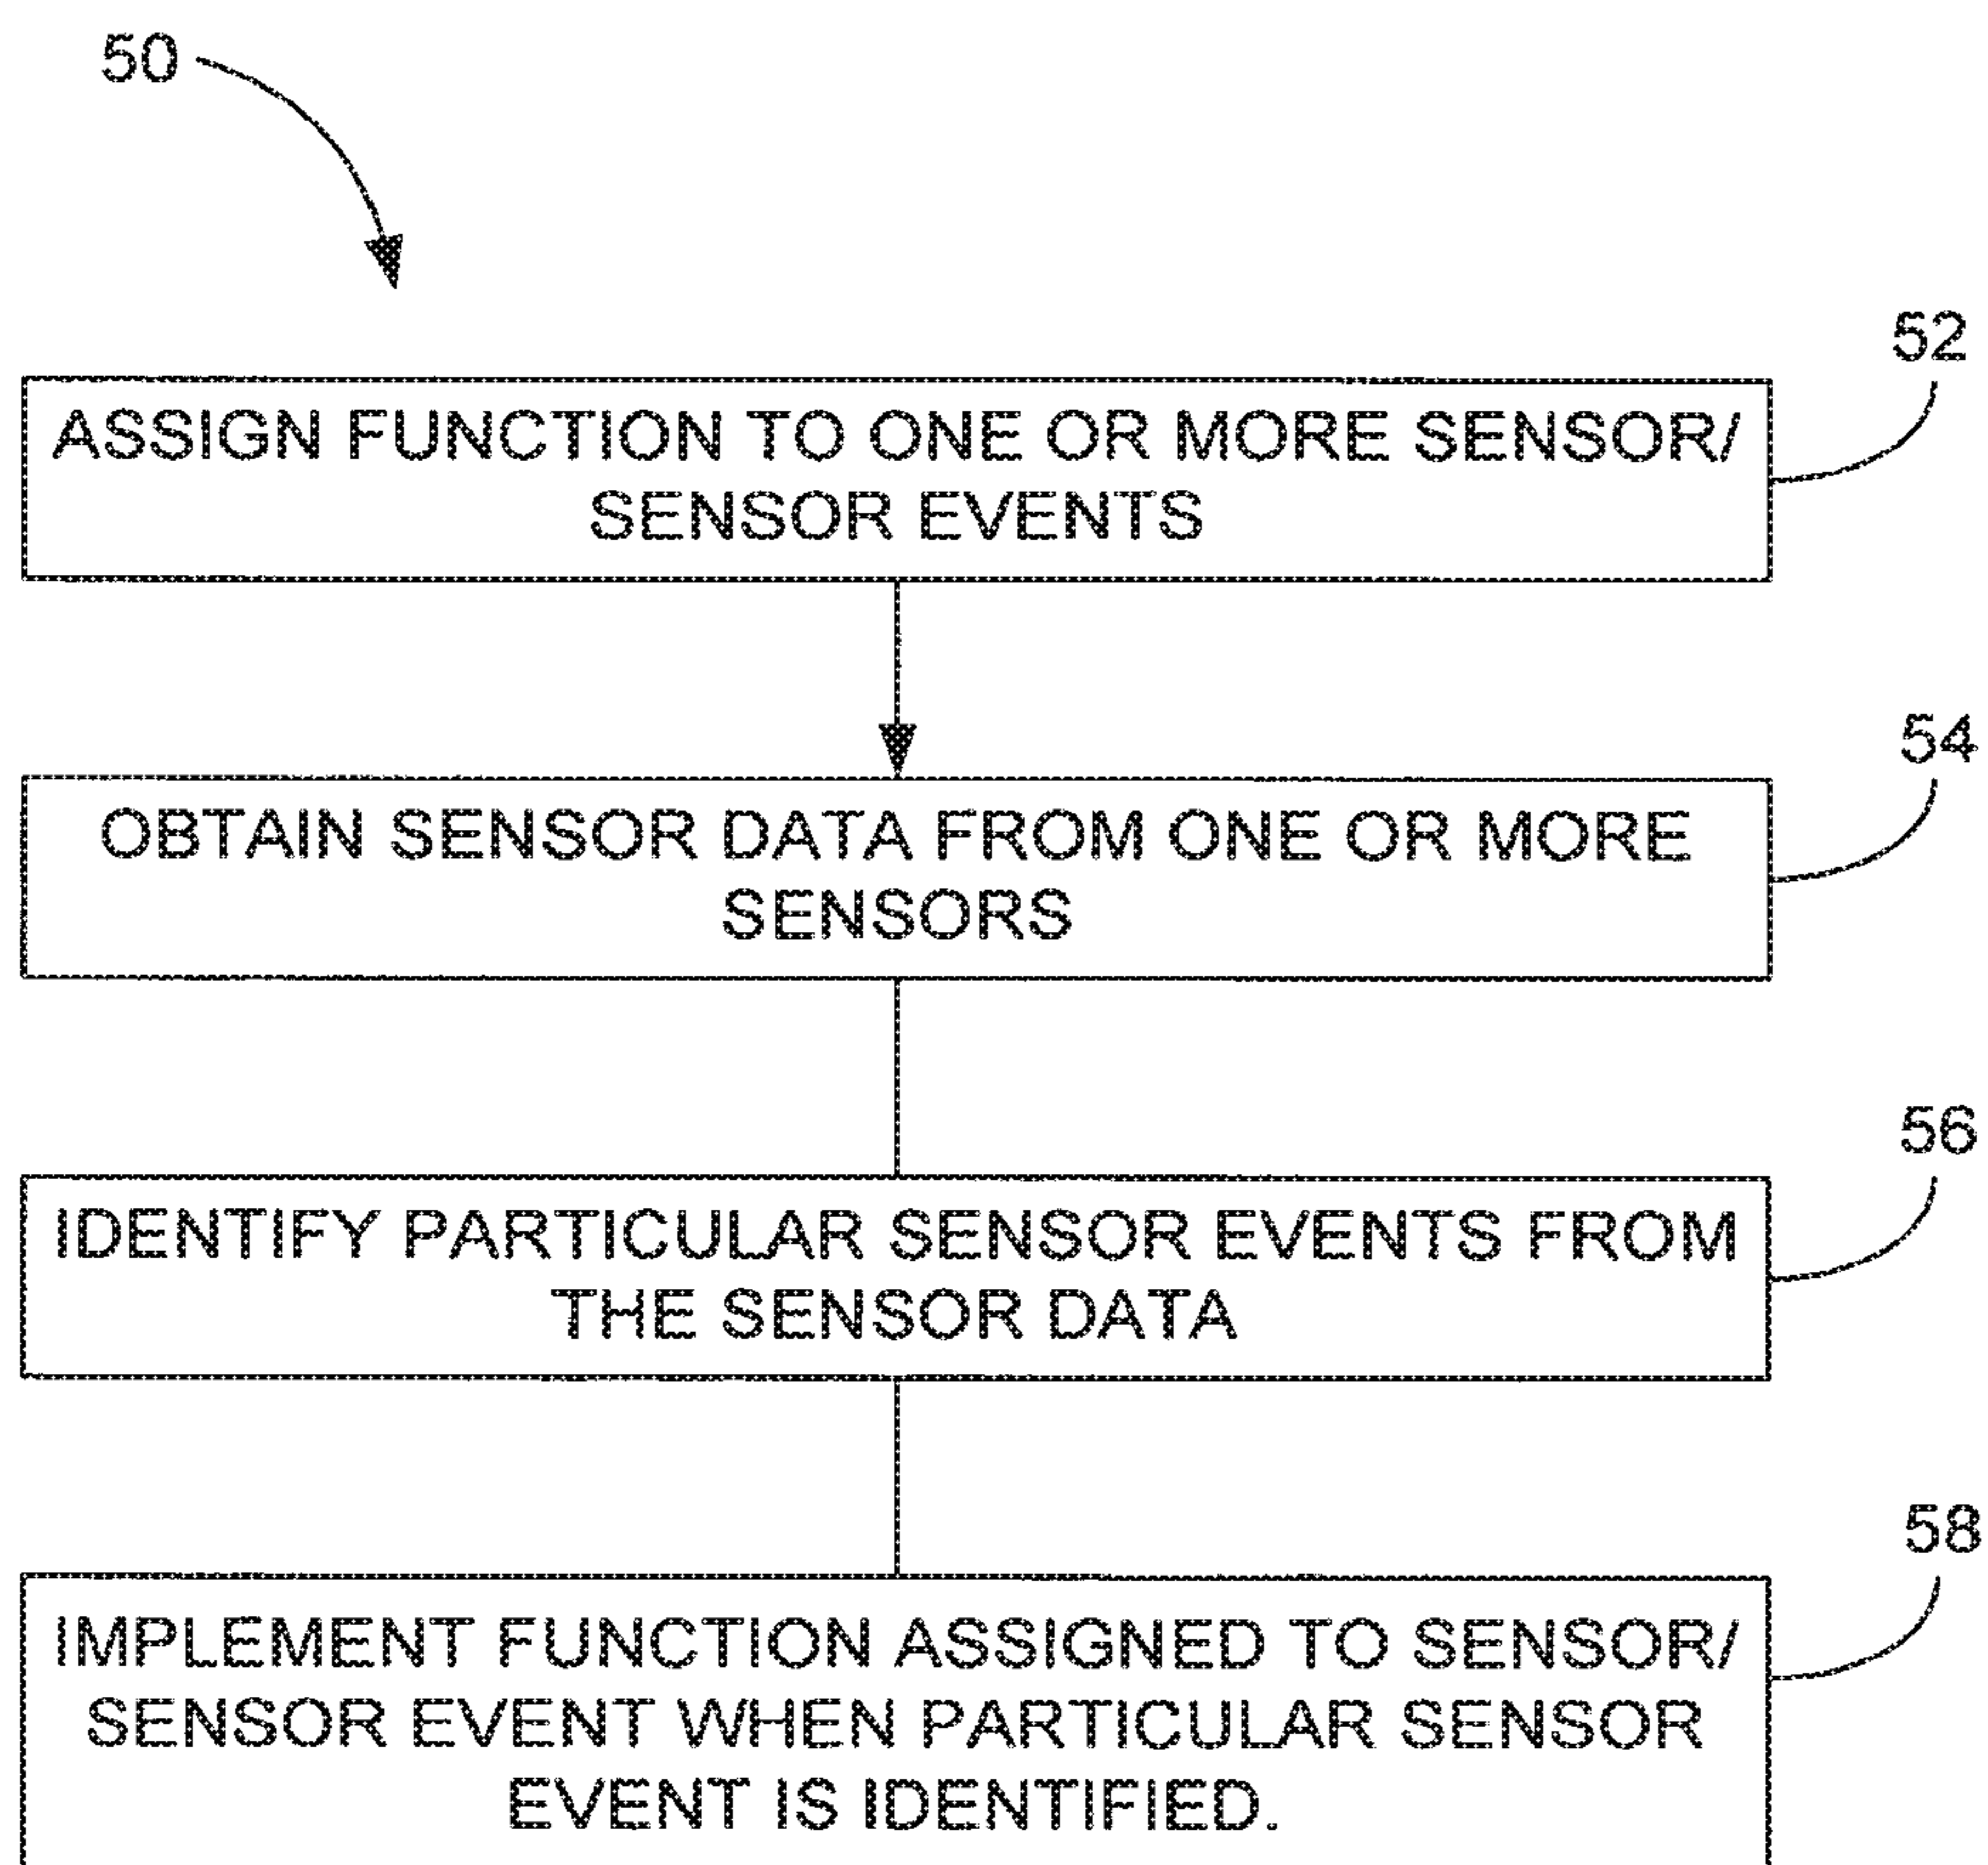 50
52
ASSIGN FUNCTION TO ONE OR MORE SENSOR/
SENSOR EVENTS
54
OBTAIN SENSOR DATA FROM ONE OR MORE
SENSORS
56
IDENTIFY PARTICULAR SENSOR EVENTS FROM
THE SENSOR DATA
58
IMPLEMENT FUNCTION ASSIGNED TO SENSOR/
SENSOR EVENT WHEN PARTICULAR SENSOR
EVENT IS IDENTIFIED.